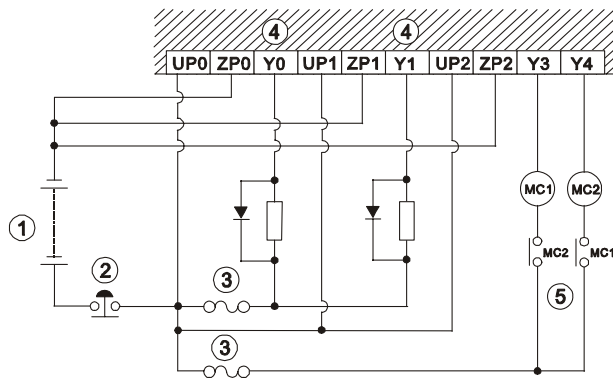 ④ ④
UP0 ZP0 Y0 UP1 ZP1 Y1 UP2 ZP2 Y3 Y4
MC1 MC2
①
②
③
MC2 MC1
⑤
③